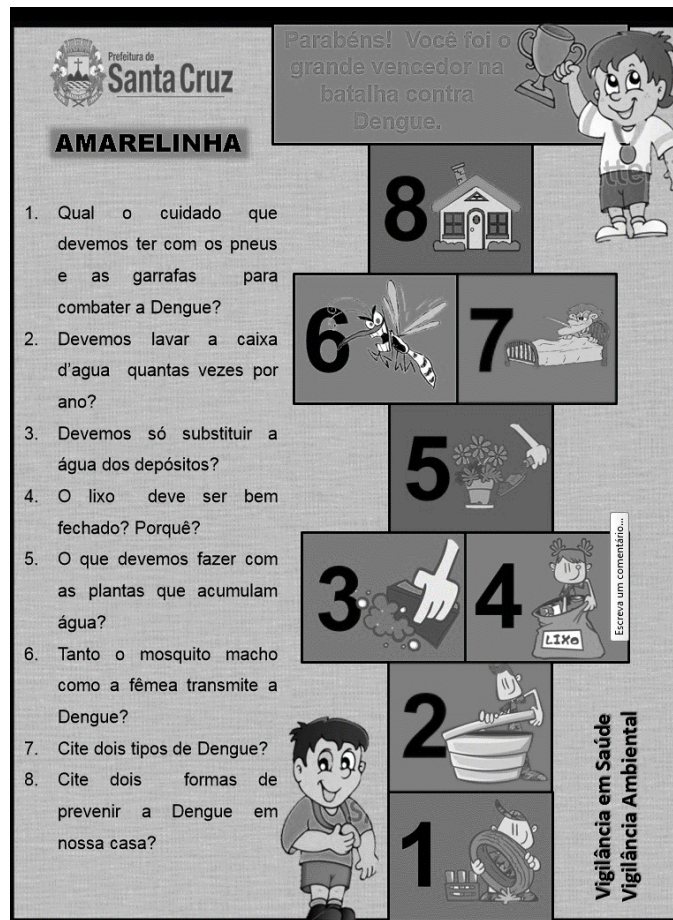 Prefeitura de
Santa Cruz
AMARELINHA
Parabéns! Você foi o
grande vencedor na
batalha contra
Dengue.
1. Qual o cuidado que
devemos ter com os pneus
e as garrafas para
combater a Dengue?
2. Devemos lavar a caixa
d'agua quantas vezes por
ano?
3. Devemos só substituir a
água dos depósitos?
4. O lixo deve ser bem
fechado? Porquê?
5. O que devemos fazer com
as plantas que acumulam
água?
6. Tanto o mosquito macho
como a fêmea transmite a
Dengue?
7. Cite dois tipos de Dengue?
8. Cite dois formas de
prevenir a Dengue em
nossa casa?
8
6
7
5
3
4
LIXO
2
1
Escreva um comentário...
Vigilância em Saúde
Vigilância Ambiental